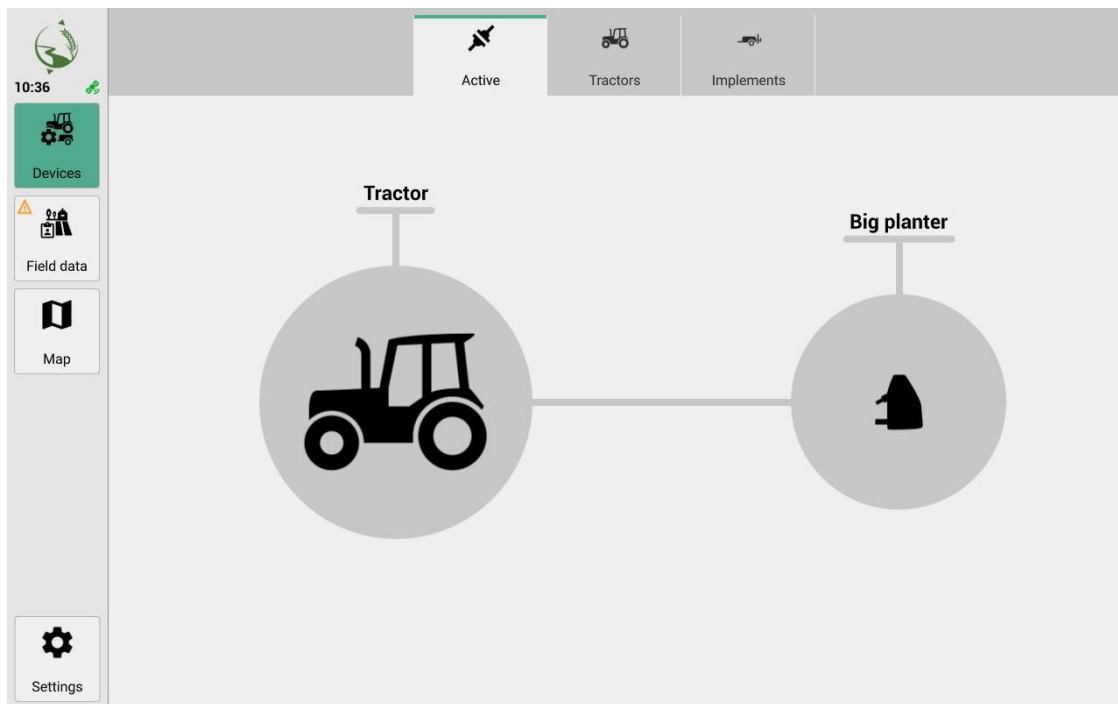 10:36
Active
Tractors
Implements
Devices
Field data
Map
Settings
Tractor
Big planter